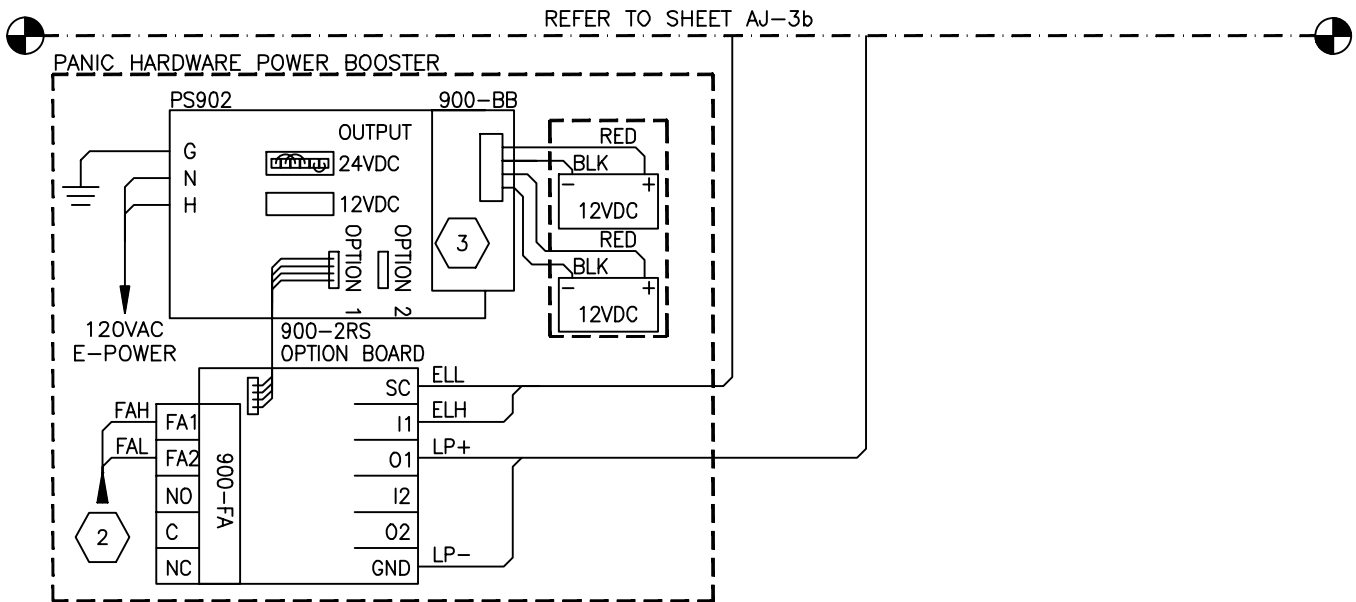 REFER TO SHEET AJ-3b
PANIC HARDWARE POWER BOOSTER
PS902
900-BB
OUTPUT
G
N
H
24VDC
12VDC
OPTION 1
OPTION 2
3
RED
BLK
- +
12VDC
RED
BLK
- +
12VDC
120VAC
E-POWER
900-2RS
OPTION BOARD
FAH
FAL
2
FA1
FA2
NO
C
NC
900-FA
SC
I1
O1
I2
O2
GND
ELL
ELH
LP+
LP-